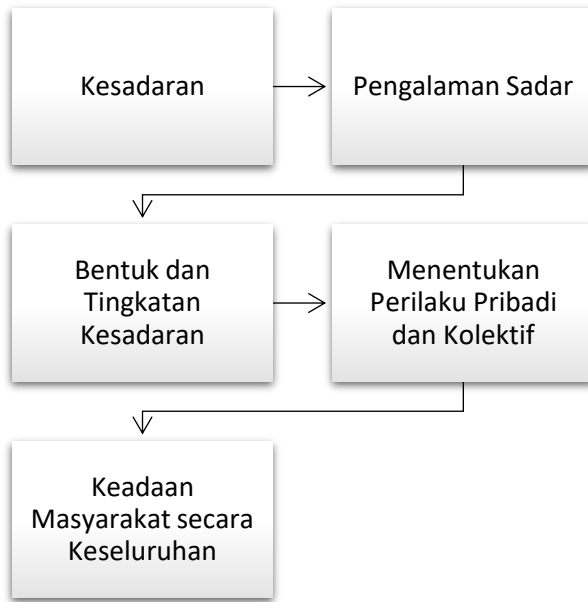 Kesadaran
Pengalaman Sadar
Bentuk dan
Tingkatan
Kesadaran
Menentukan
Perilaku Pribadi
dan Kolektif
Keadaan
Masyarakat secara
Keseluruhan